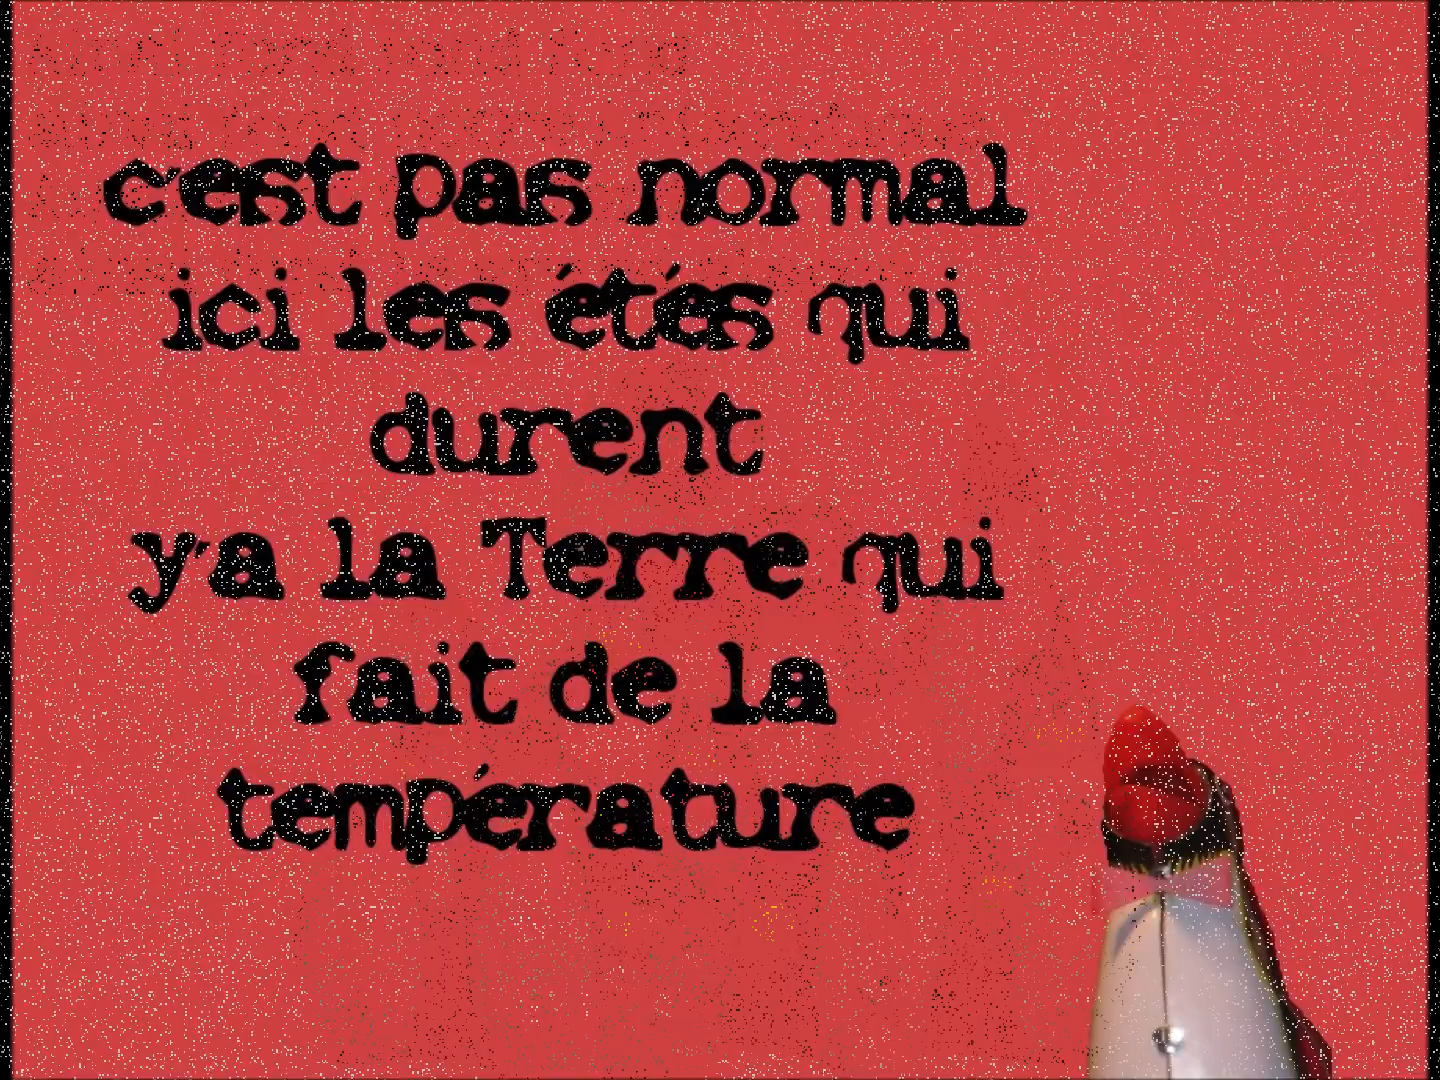 c'est pas normal
ici les étés qui
durent
y'a la Terre qui
fait de la
température